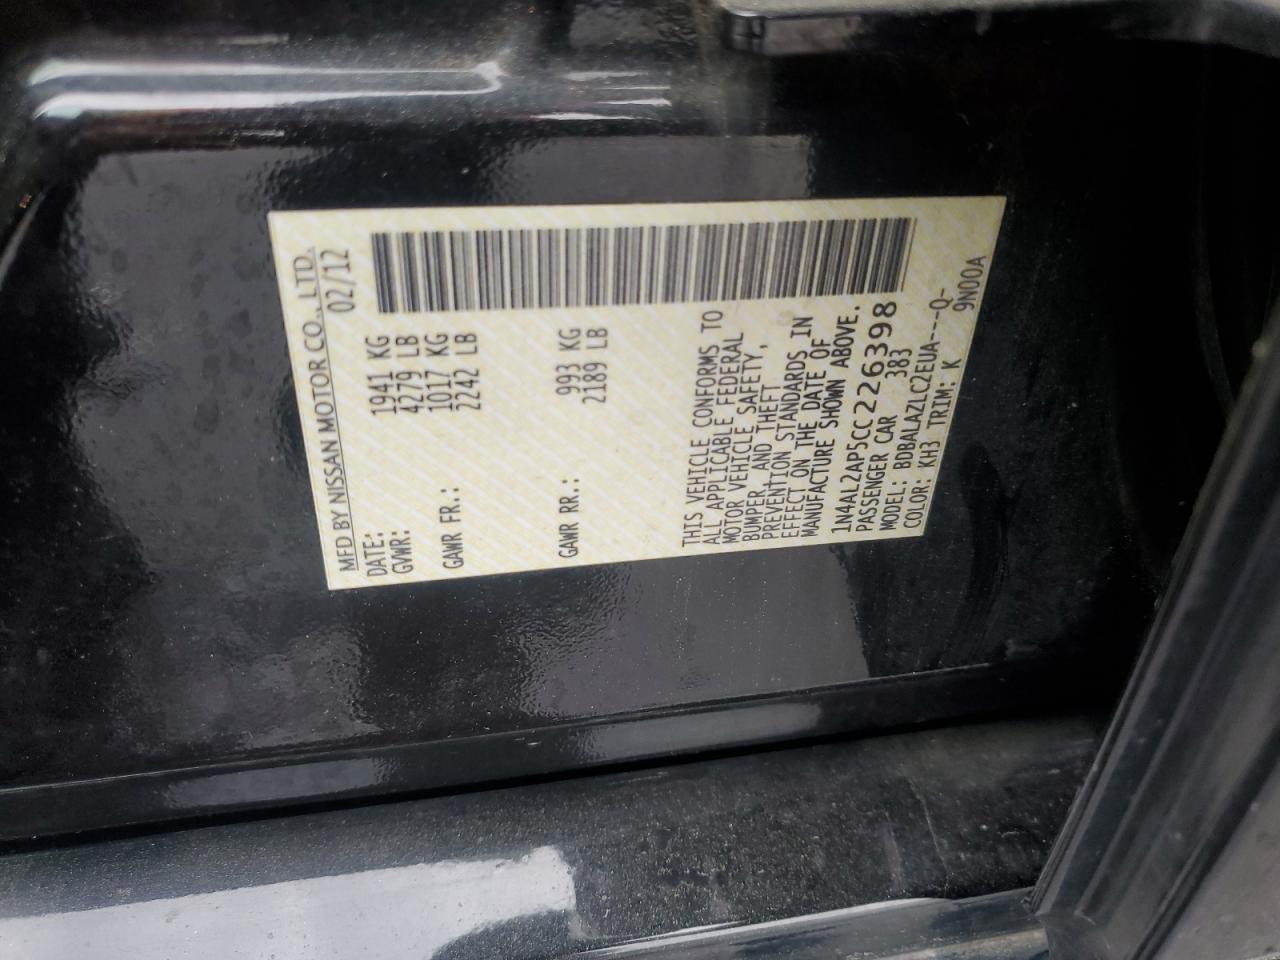 MFD BY NISSAN MOTOR CO., LTD.
DATE: 02/12
GVWR: 1941 KG
4279 LB
GAWR FR.: 1017 KG
2242 LB
GAWR RR.: 993 KG
2189 LB
THIS VEHICLE CONFORMS TO
ALL APPLICABLE FEDERAL
MOTOR VEHICLE SAFETY,
BUMPER, AND THEFT
PREVENTION STANDARDS IN
EFFECT ON THE DATE OF
MANUFACTURE SHOWN ABOVE.
1N4AL2AP5CC226398
PASSENGER CAR 383
MODEL: BDBALAZLC2EUA---Q-
COLOR: KH3 TRIM: K 9N00A